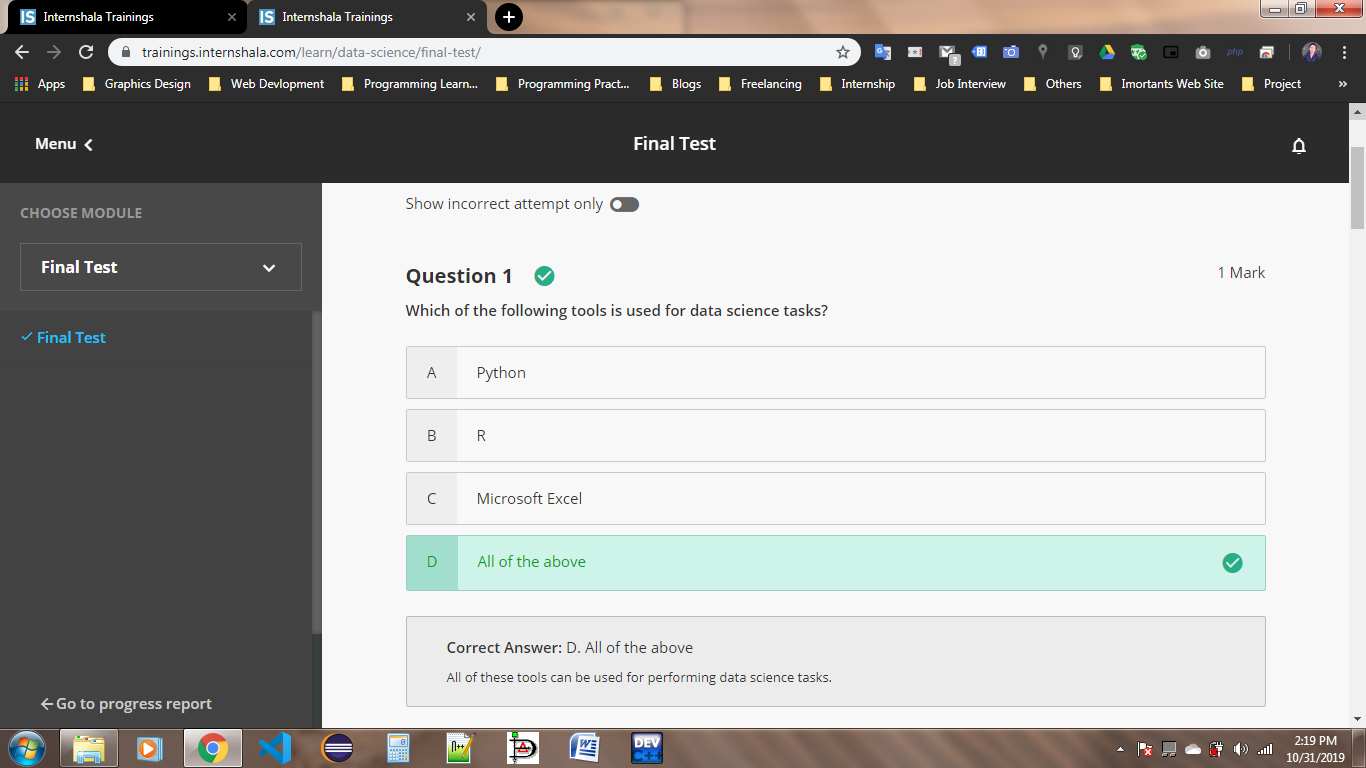 Internshala Trainings
Internshala Trainings
trainings.internshala.com/learn/data-science/final-test/
Apps
Graphics Design
Web Devlopment
Programming Learn...
Programming Pract...
Blogs
Freelancing
Internship
Job Interview
Others
Imortants Web Site
Project
»
Menu
Final Test
CHOOSE MODULE
Final Test
Final Test
Go to progress report
Show incorrect attempt only
Question 1
1 Mark
Which of the following tools is used for data science tasks?
A Python
B R
C Microsoft Excel
D All of the above
Correct Answer: D. All of the above
All of these tools can be used for performing data science tasks.
DEV C++
2:19 PM
10/31/2019